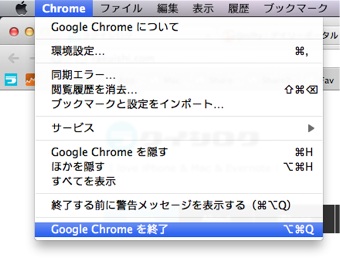 Chrome ファイル 編集 表示 履歴 ブックマーク
Google Chrome について
環境設定... ⌘,
同期エラー...
閲覧履歴を消去... ⇧⌘⌫
ブックマークと設定をインポート...
サービス ▶
Google Chrome を隠す ⌘H
ほかを隠す ⌥⌘H
すべてを表示
終了する前に警告メッセージを表示する（⌘⌥Q）
Google Chrome を終了 ⌥⌘Q
タル
Fav